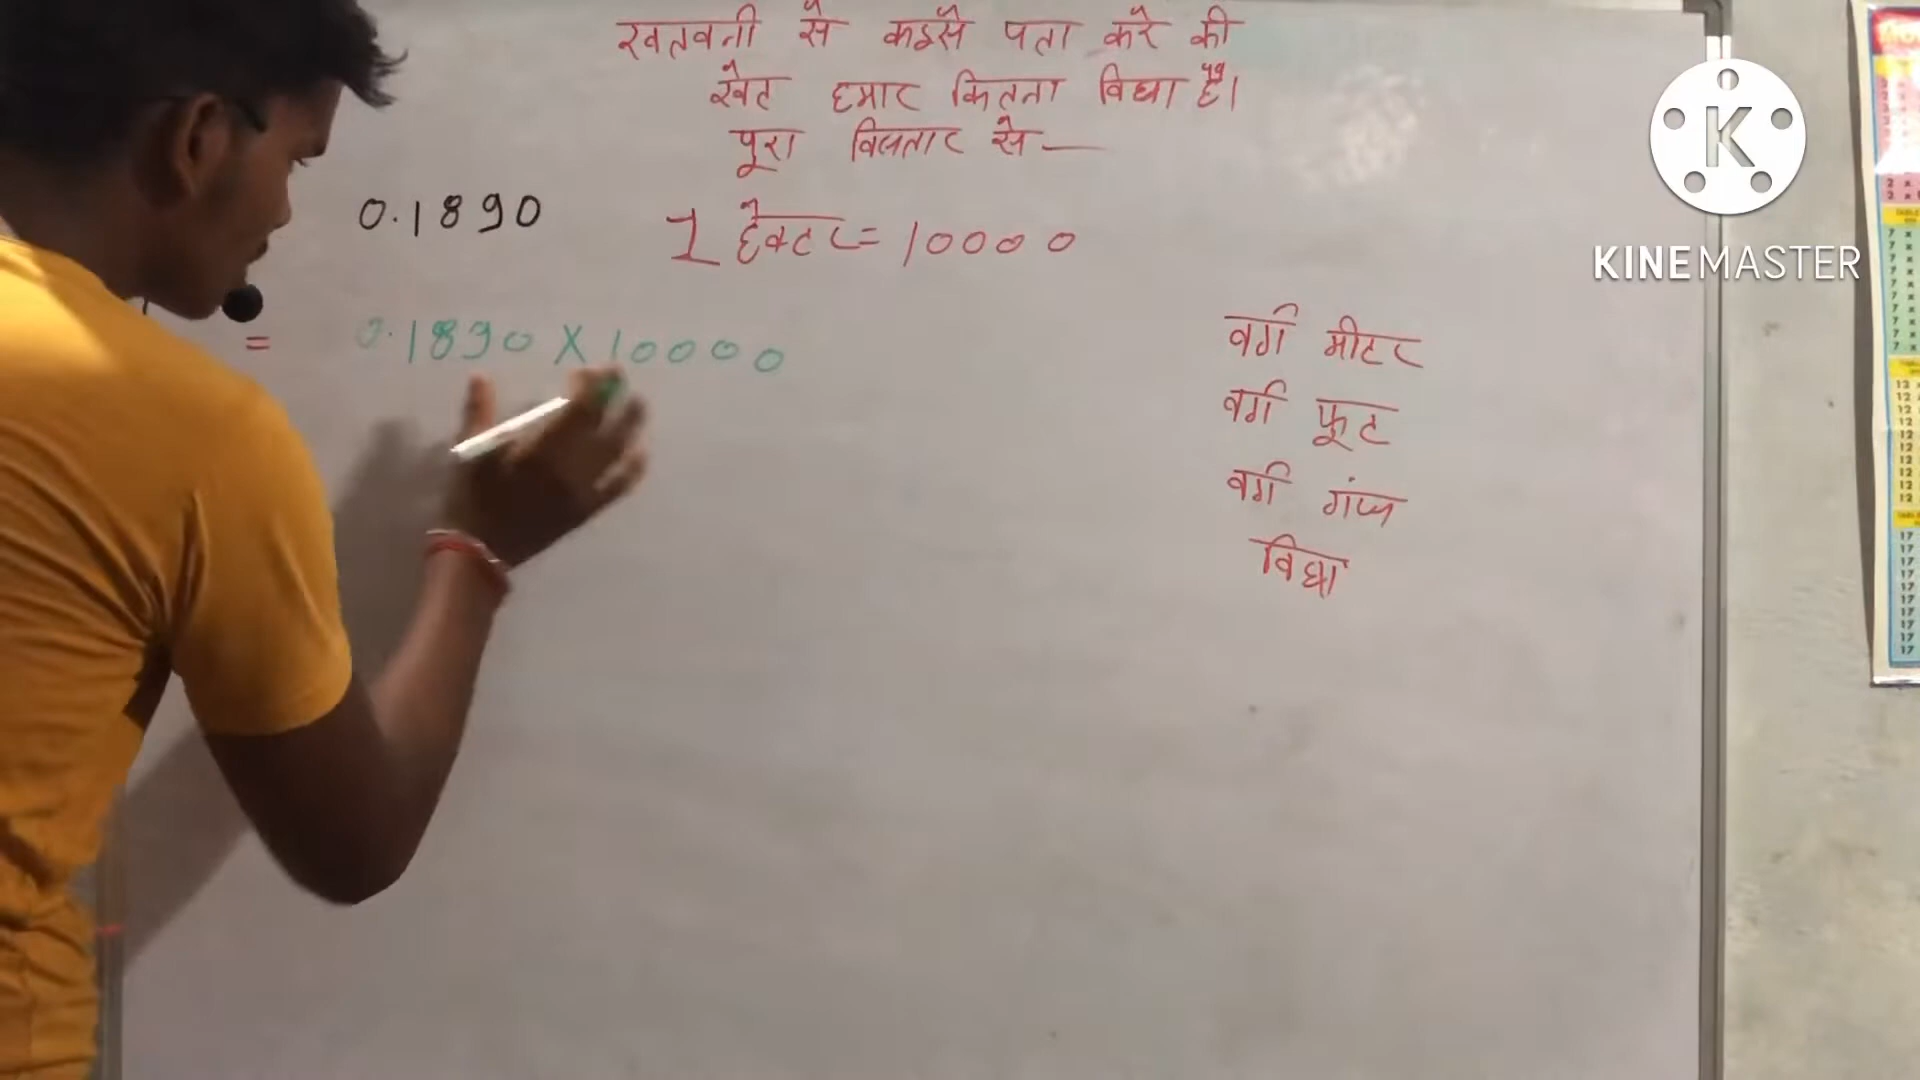 खतवनी से कइसे पता करे की
खेत हमार कितना विघा है।
पूरा विसतार से —
0.1890
1 हेक्टर = 10000
= 0.1890 X 10000
वर्ग मीटर
वर्ग फूट
वर्ग गंज
विघा
K
KINEMASTER